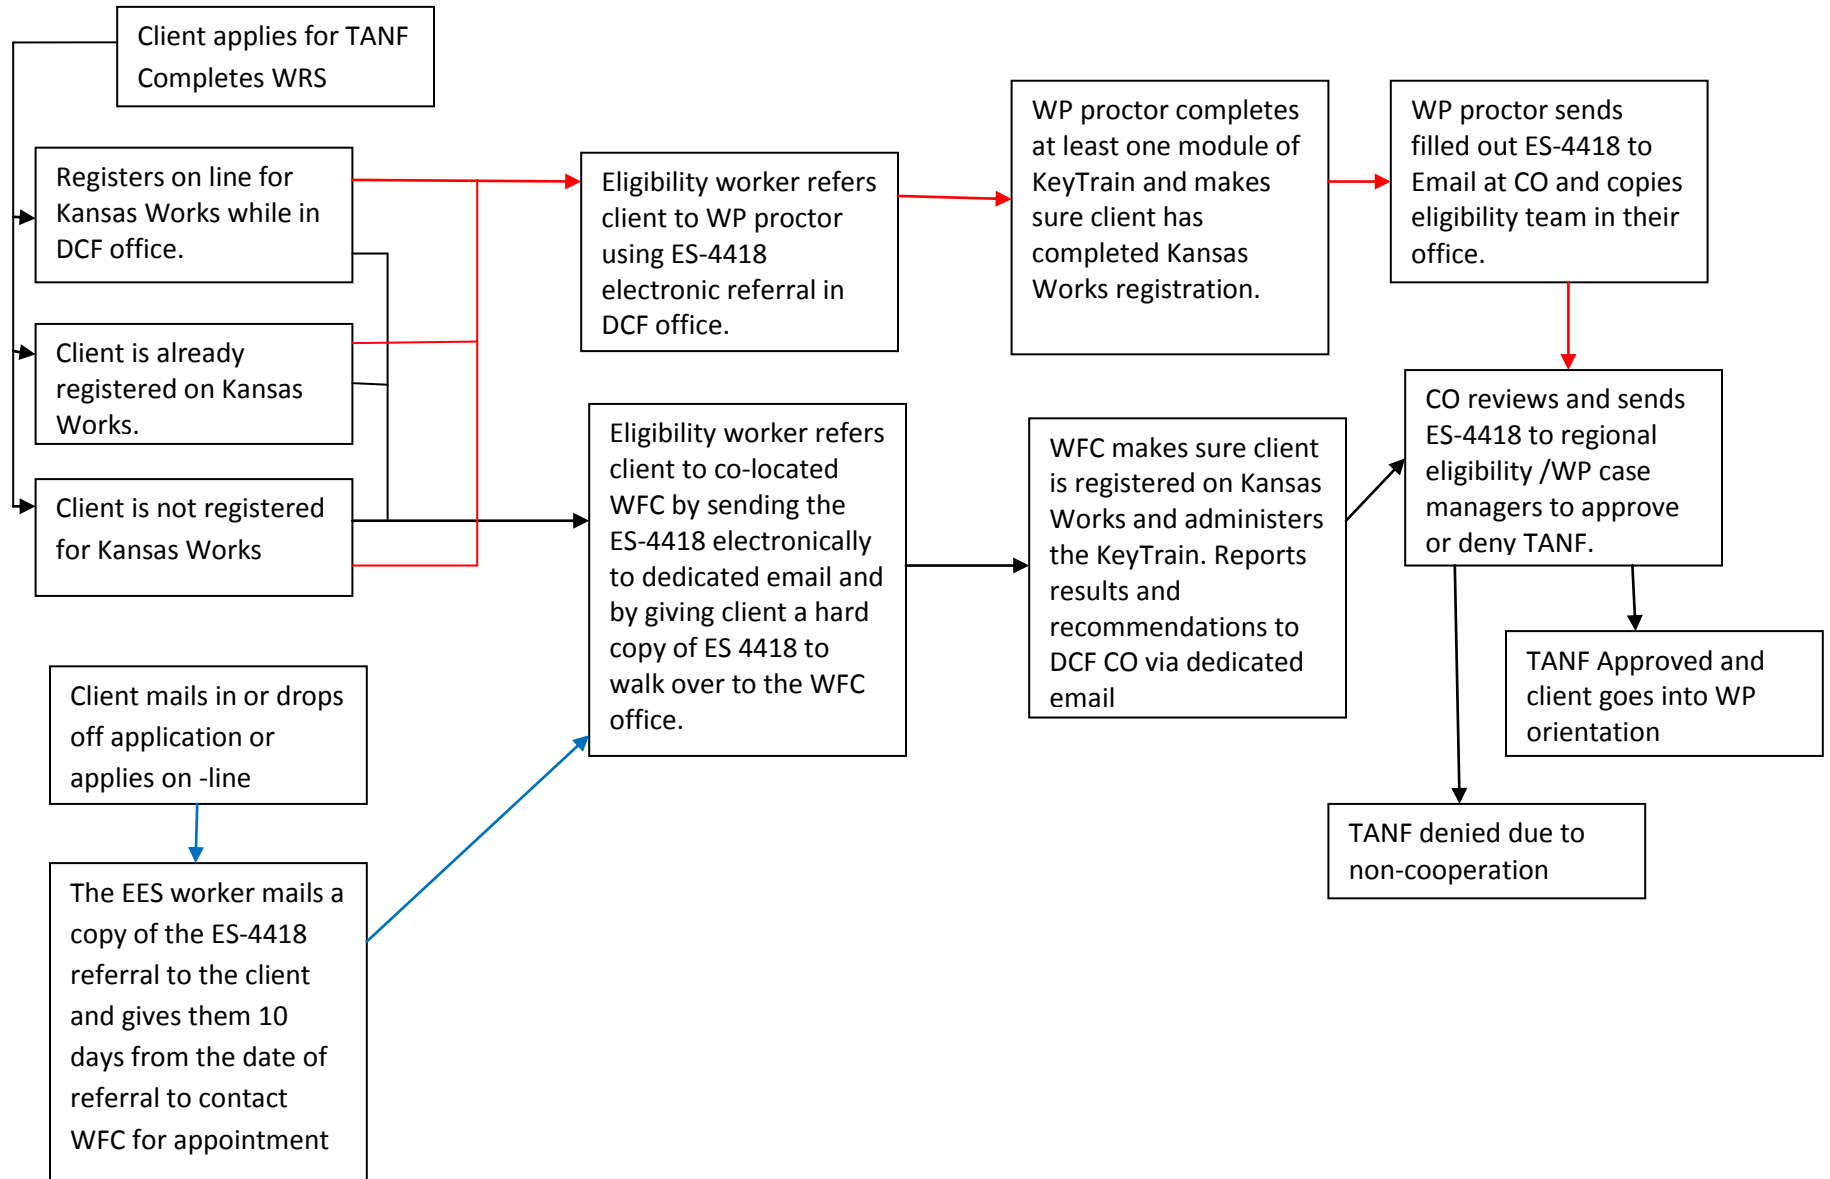 Client applies for TANF
Completes WRS
Registers on line for
Kansas Works while in
DCF office.
Client is already
registered on Kansas
Works.
Client is not registered
for Kansas Works
Eligibility worker refers
client to WP proctor
using ES-4418
electronic referral in
DCF office.
WP proctor completes
at least one module of
KeyTrain and makes
sure client has
completed Kansas
Works registration.
WP proctor sends
filled out ES-4418 to
Email at CO and copies
eligibility team in their
office.
Eligibility worker refers
client to co-located
WFC by sending the
ES-4418 electronically
to dedicated email and
by giving client a hard
copy of ES 4418 to
walk over to the WFC
office.
WFC makes sure client
is registered on Kansas
Works and administers
the KeyTrain. Reports
results and
recommendations to
DCF CO via dedicated
email
CO reviews and sends
ES-4418 to regional
eligibility /WP case
managers to approve
or deny TANF.
TANF Approved and
client goes into WP
orientation
TANF denied due to
non-cooperation
Client mails in or drops
off application or
applies on -line
The EES worker mails a
copy of the ES-4418
referral to the client
and gives them 10
days from the date of
referral to contact
WFC for appointment